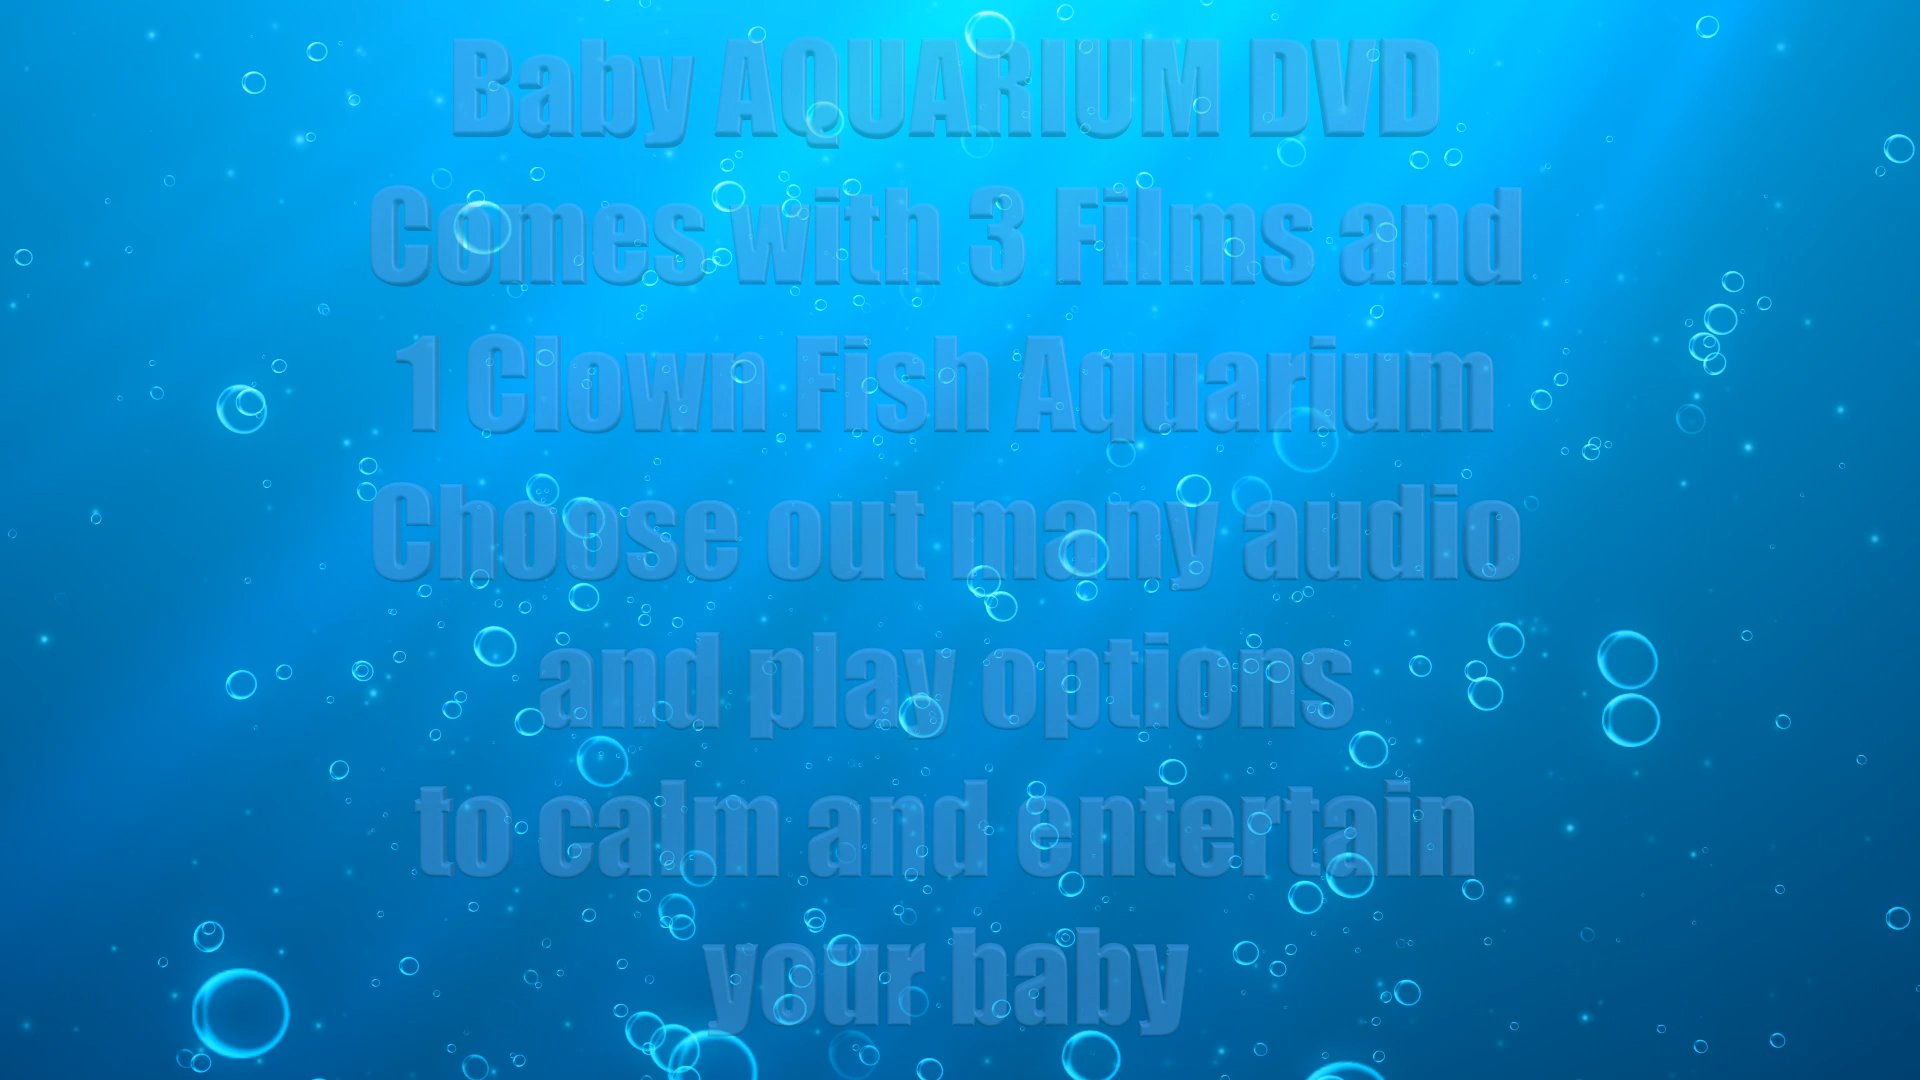 Baby AQUARIUM DVD
Comes with 3 Films and
1 Clown Fish Aquarium
Choose out many audio
and play options
to calm and entertain
your baby